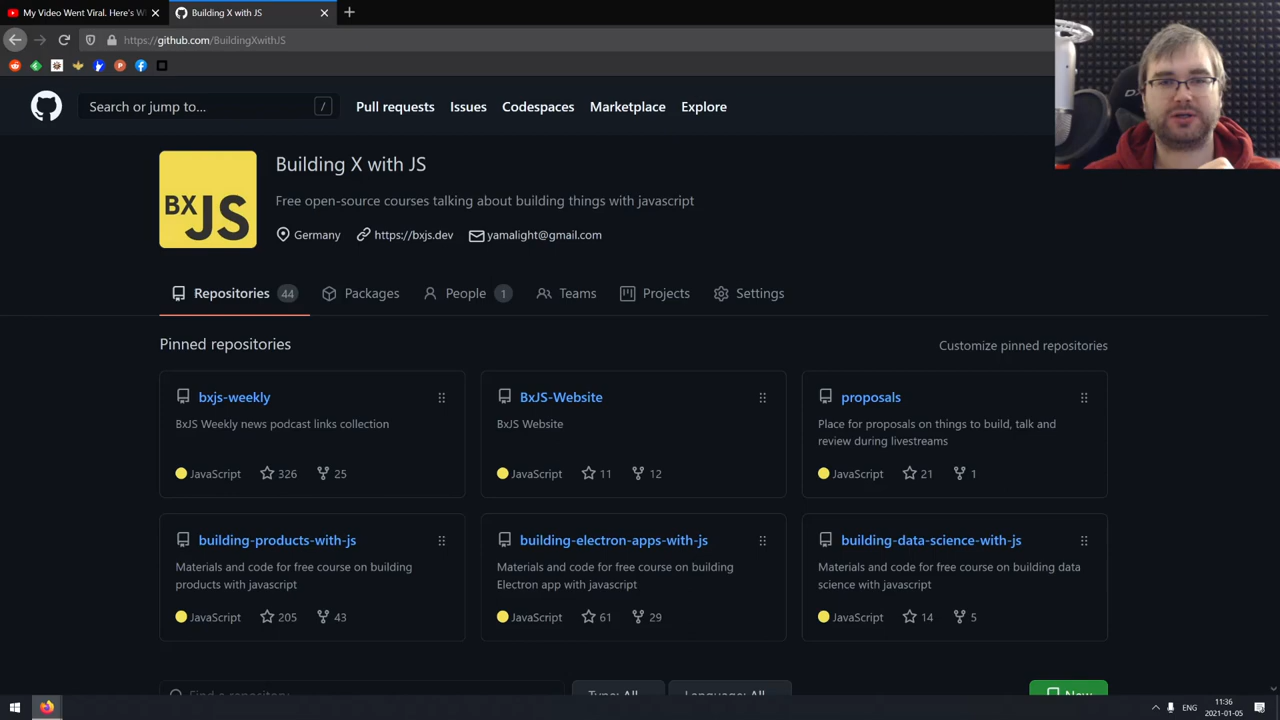 My Video Went Viral. Here's W
Building X with JS
https://github.com/BuildingXwithJS
Search or jump to...
/
Pull requests
Issues
Codespaces
Marketplace
Explore
BXJS
Building X with JS
Free open-source courses talking about building things with javascript
Germany
https://bxjs.dev
yamalight@gmail.com
Repositories 44
Packages
People 1
Teams
Projects
Settings
Pinned repositories
Customize pinned repositories
bxjs-weekly
BxJS Weekly news podcast links collection
JavaScript 326 25
BxJS-Website
BxJS Website
JavaScript 11 12
proposals
Place for proposals on things to build, talk and
review during livestreams
JavaScript 21 1
building-products-with-js
Materials and code for free course on building
products with javascript
JavaScript 205 43
building-electron-apps-with-js
Materials and code for free course on building
Electron app with javascript
JavaScript 61 29
building-data-science-with-js
Materials and code for free course on building data
science with javascript
JavaScript 14 5
Find a repository...
Type: All
Language: All
New
ENG
11:36
2021-01-05